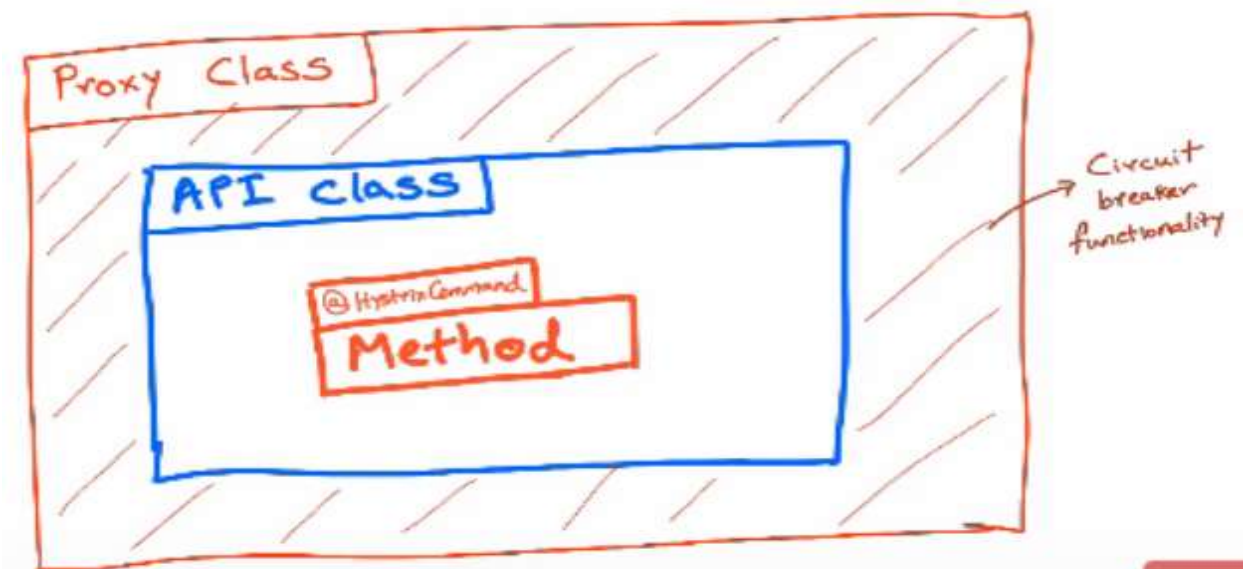 Proxy Class
API class
@HystrixCommand
Method
Circuit
breaker
functionality